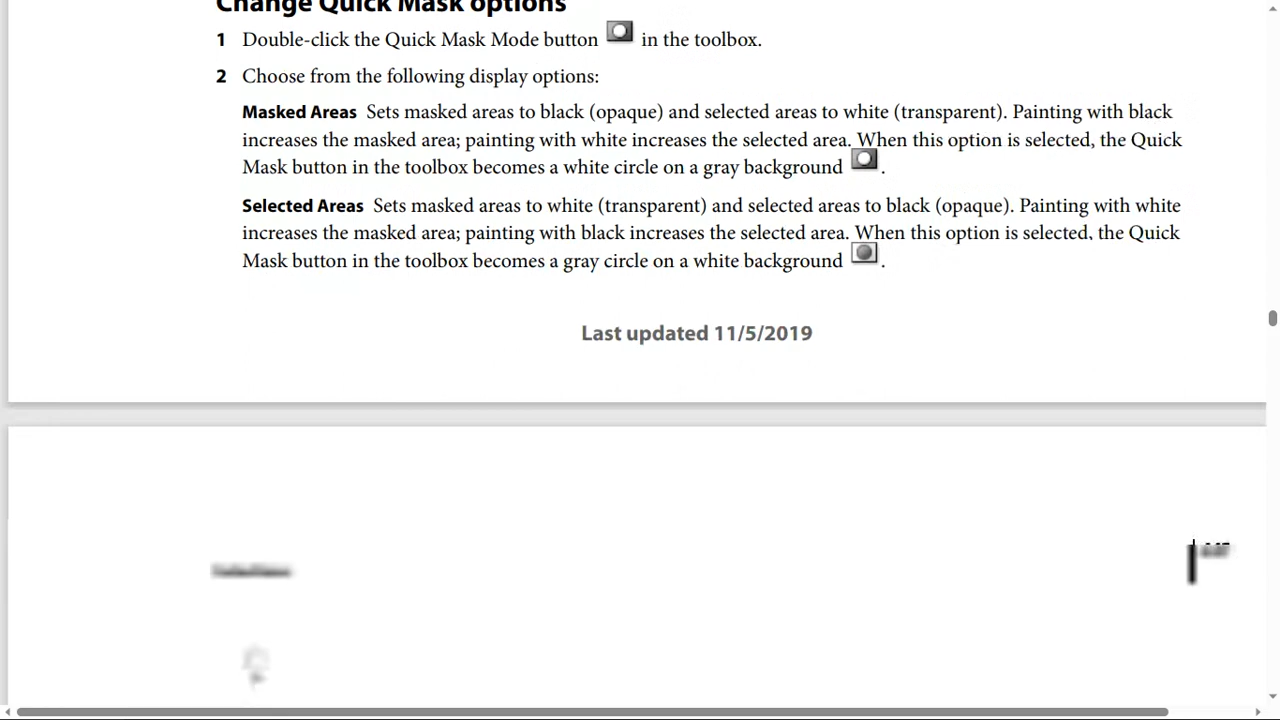 Change Quick Mask options
1 Double-click the Quick Mask Mode button in the toolbox.
2 Choose from the following display options:
Masked Areas Sets masked areas to black (opaque) and selected areas to white (transparent). Painting with black
increases the masked area; painting with white increases the selected area. When this option is selected, the Quick
Mask button in the toolbox becomes a white circle on a gray background .
Selected Areas Sets masked areas to white (transparent) and selected areas to black (opaque). Painting with white
increases the masked area; painting with black increases the selected area. When this option is selected, the Quick
Mask button in the toolbox becomes a gray circle on a white background .
Last updated 11/5/2019